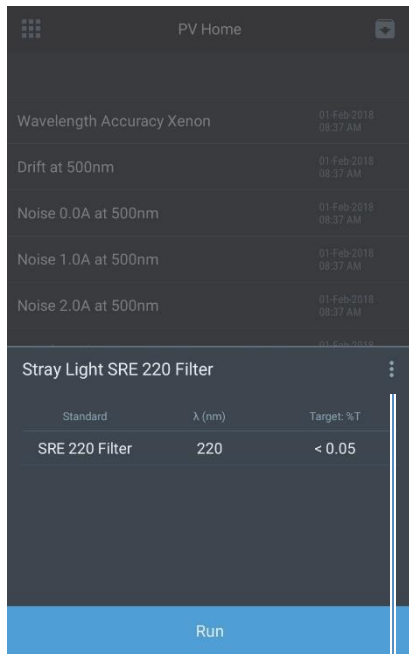 PV Home
Wavelength Accuracy Xenon 01-Feb-2018 08:37 AM
Drift at 500nm 01-Feb-2018 08:37 AM
Noise 0.0A at 500nm 01-Feb-2018 08:37 AM
Noise 1.0A at 500nm 01-Feb-2018 08:37 AM
Noise 2.0A at 500nm 01-Feb-2018 08:37 AM
01-Feb-2018
Stray Light SRE 220 Filter
Standard λ (nm) Target: %T
SRE 220 Filter 220 < 0.05
Run